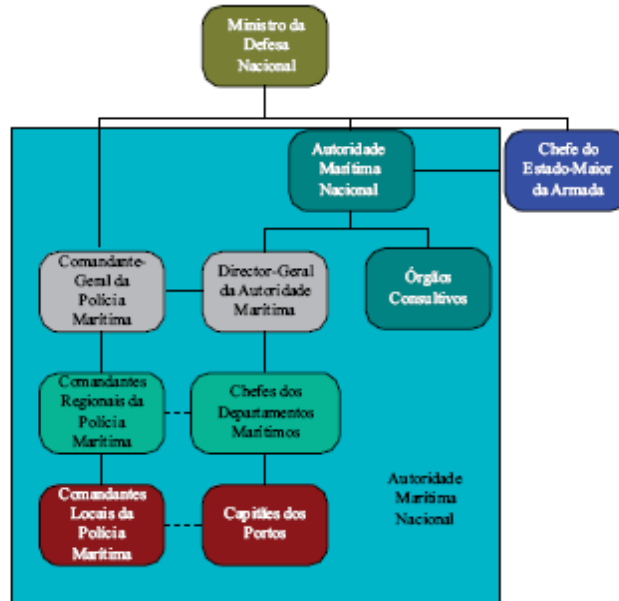 Ministro da
Defesa
Nacional
Autoridade
Marítima
Nacional
Chefe do
Estado-Maior
da Armada
Comandante-
Geral da
Polícia
Marítima
Director-Geral
da Autoridade
Marítima
Órgãos
Consultivos
Comandantes
Regionais da
Polícia
Marítima
Chefes dos
Departamentos
Marítimos
Comandantes
Locais da
Polícia
Marítima
Capitães dos
Portos
Autoridade
Marítima
Nacional